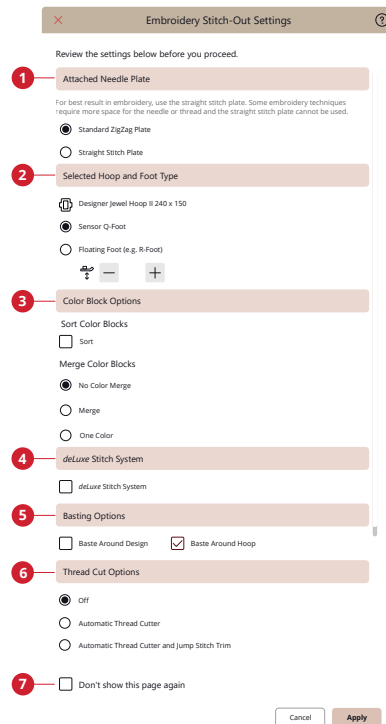 Embroidery Stitch-Out Settings
?
Review the settings below before you proceed.
1
Attached Needle Plate
For best result in embroidery, use the straight stitch plate. Some embroidery techniques
require more space for the needle or thread and the straight stitch plate cannot be used.
Standard ZigZag Plate
Straight Stitch Plate
2
Selected Hoop and Foot Type
Designer Jewel Hoop II 240 x 150
Sensor Q-Foot
Floating Foot (e.g. R-Foot)
3
Color Block Options
Sort Color Blocks
Sort
Merge Color Blocks
No Color Merge
Merge
One Color
4
deLuxe Stitch System
deLuxe Stitch System
5
Basting Options
Baste Around Design Baste Around Hoop
6
Thread Cut Options
Off
Automatic Thread Cutter
Automatic Thread Cutter and Jump Stitch Trim
7
Don't show this page again
Cancel Apply